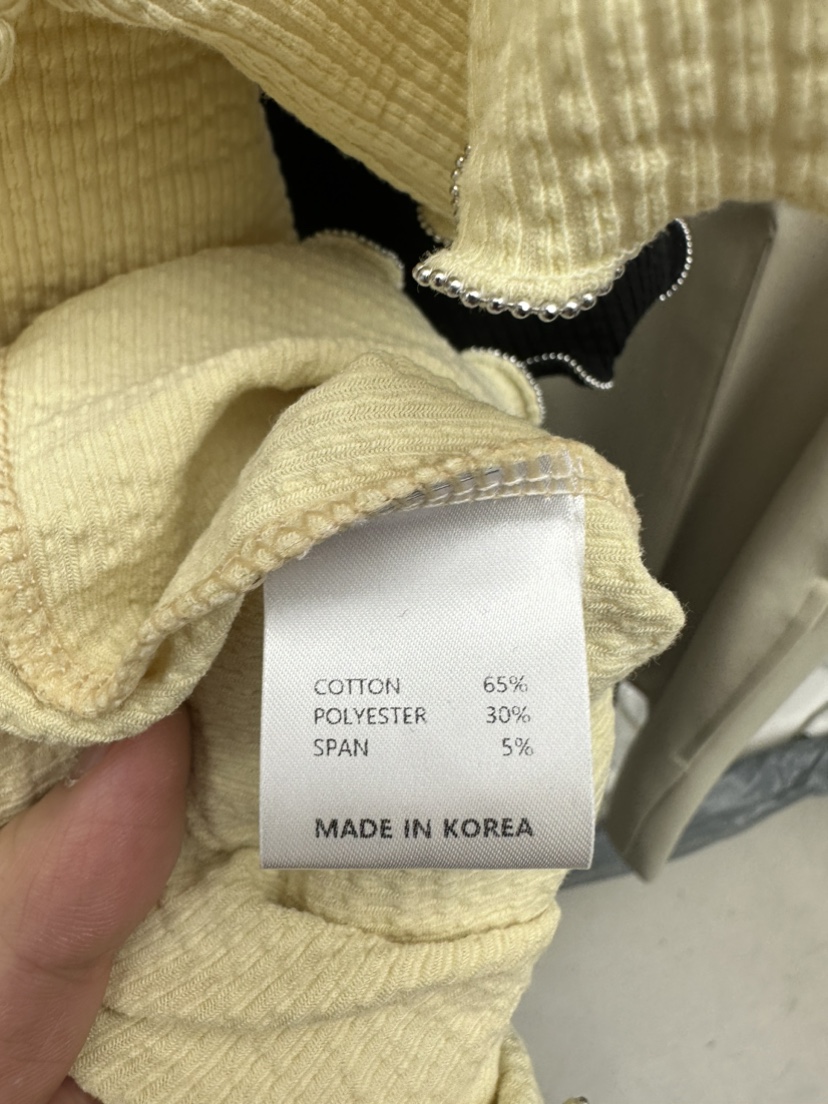 COTTON 65%
POLYESTER 30%
SPAN 5%
MADE IN KOREA